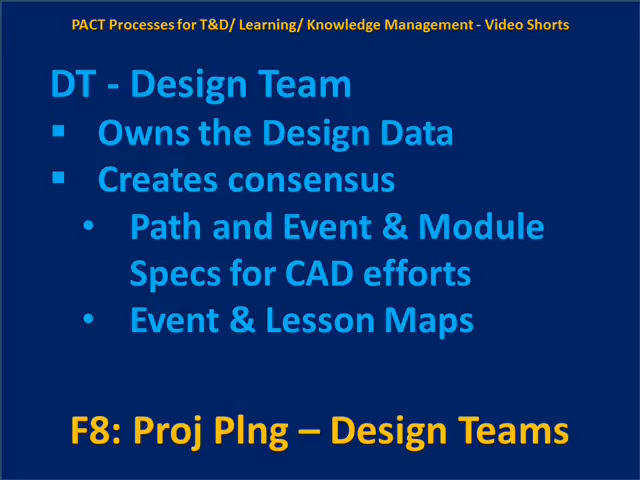 PACT Processes for T&D/ Learning/ Knowledge Management - Video Shorts
DT - Design Team
▪ Owns the Design Data
▪ Creates consensus
• Path and Event & Module
Specs for CAD efforts
• Event & Lesson Maps
F8: Proj Plng – Design Teams